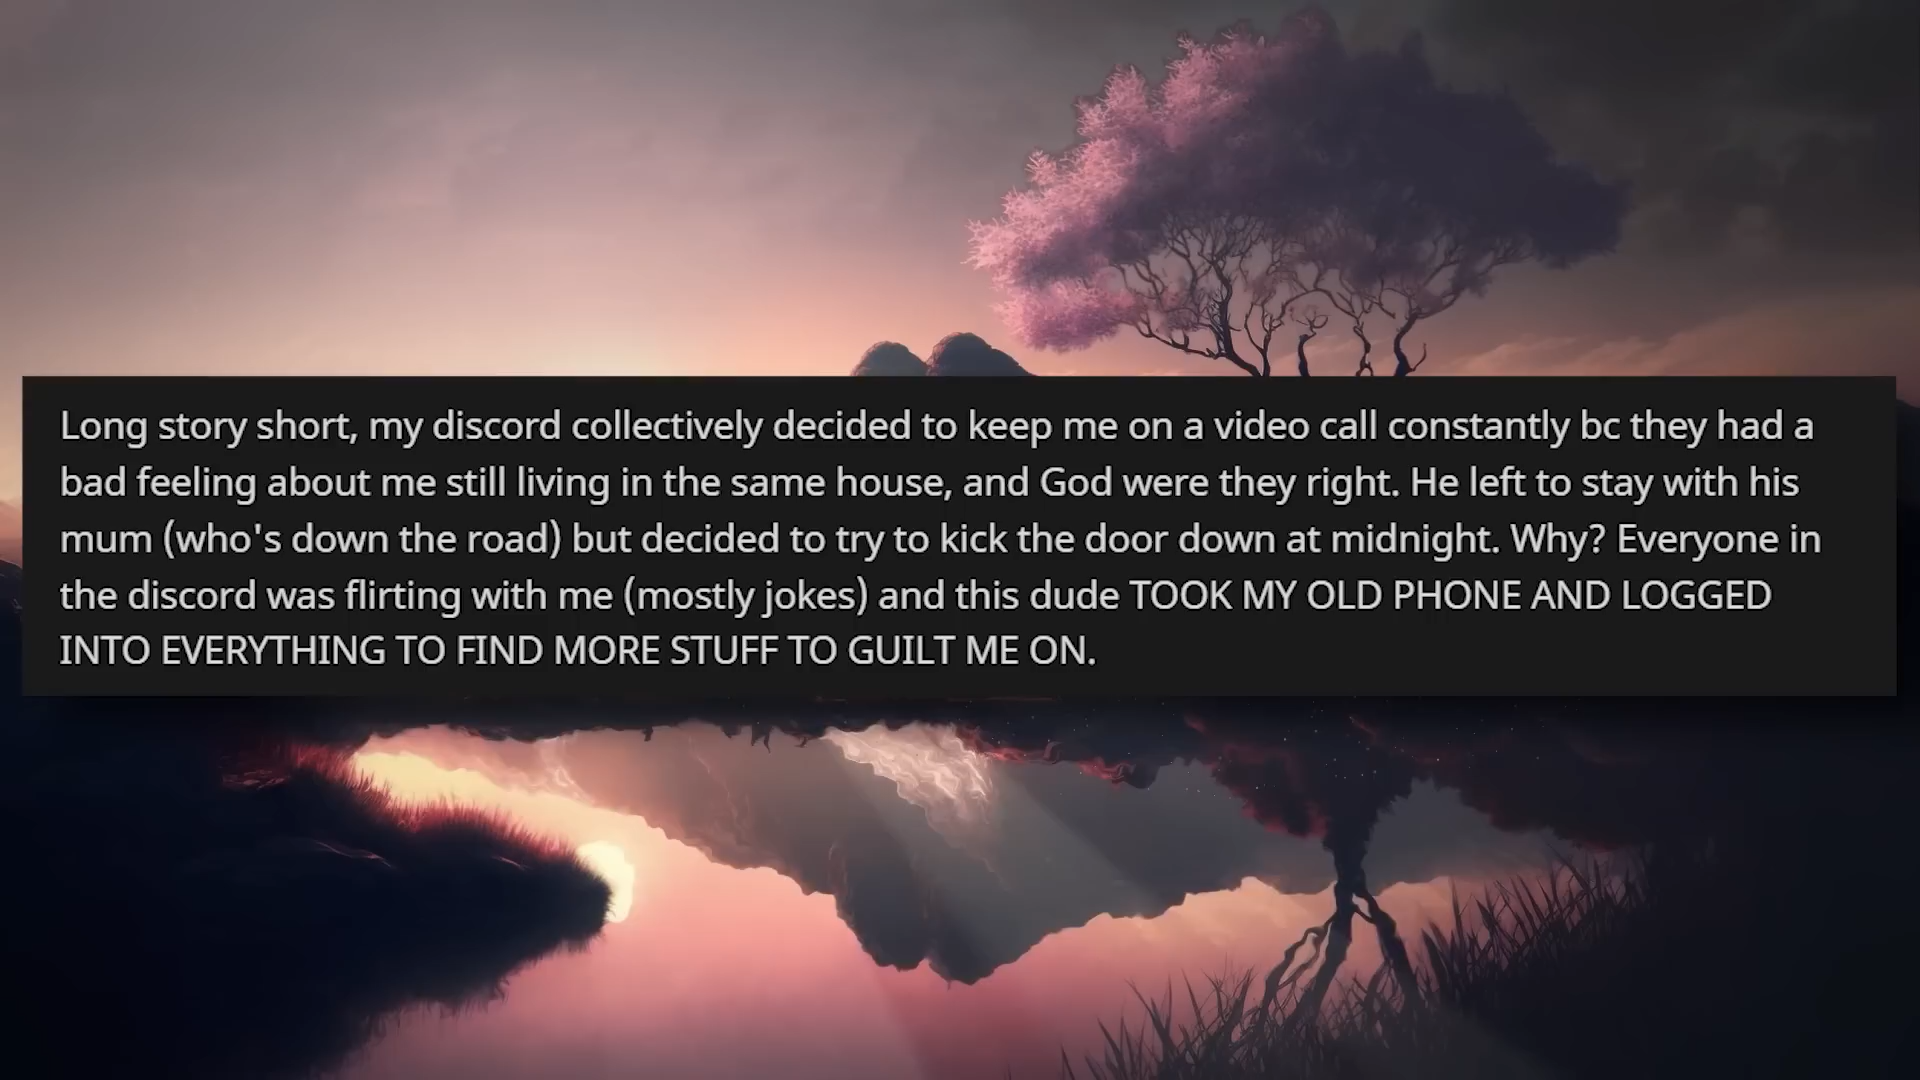 Long story short, my discord collectively decided to keep me on a video call constantly bc they had a
bad feeling about me still living in the same house, and God were they right. He left to stay with his
mum (who's down the road) but decided to try to kick the door down at midnight. Why? Everyone in
the discord was flirting with me (mostly jokes) and this dude TOOK MY OLD PHONE AND LOGGED
INTO EVERYTHING TO FIND MORE STUFF TO GUILT ME ON.